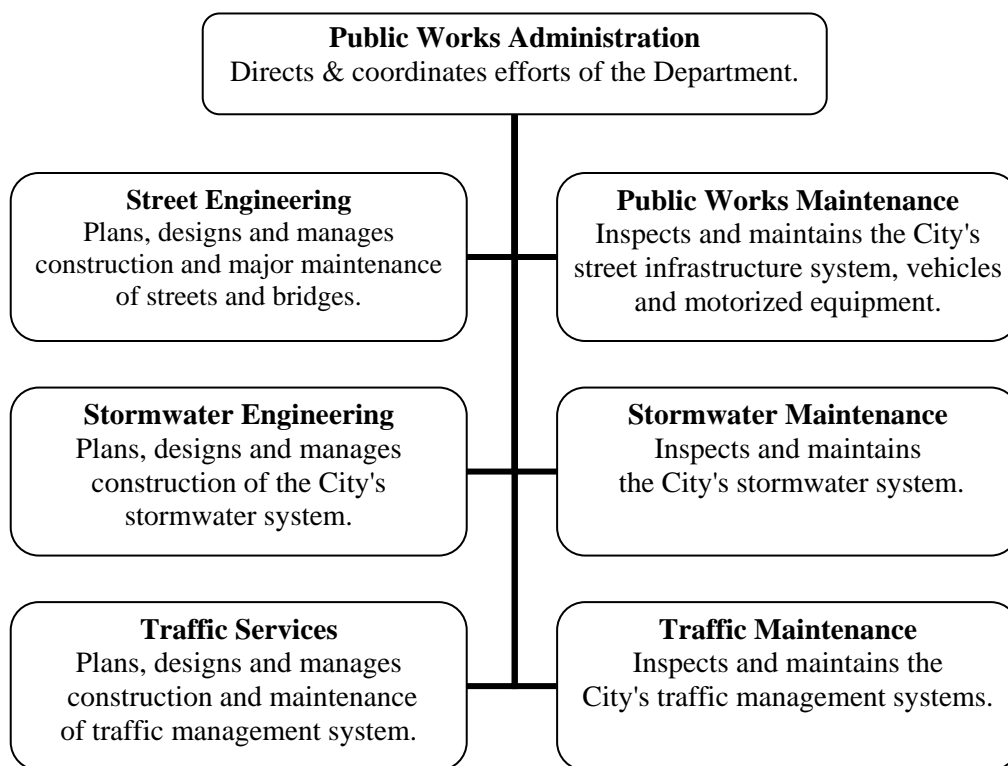 Public Works Administration
Directs & coordinates efforts of the Department.
Street Engineering
Plans, designs and manages
construction and major maintenance
of streets and bridges.
Public Works Maintenance
Inspects and maintains the City's
street infrastructure system, vehicles
and motorized equipment.
Stormwater Engineering
Plans, designs and manages
construction of the City's
stormwater system.
Stormwater Maintenance
Inspects and maintains
the City's stormwater system.
Traffic Services
Plans, designs and manages
construction and maintenance
of traffic management system.
Traffic Maintenance
Inspects and maintains the
City's traffic management systems.